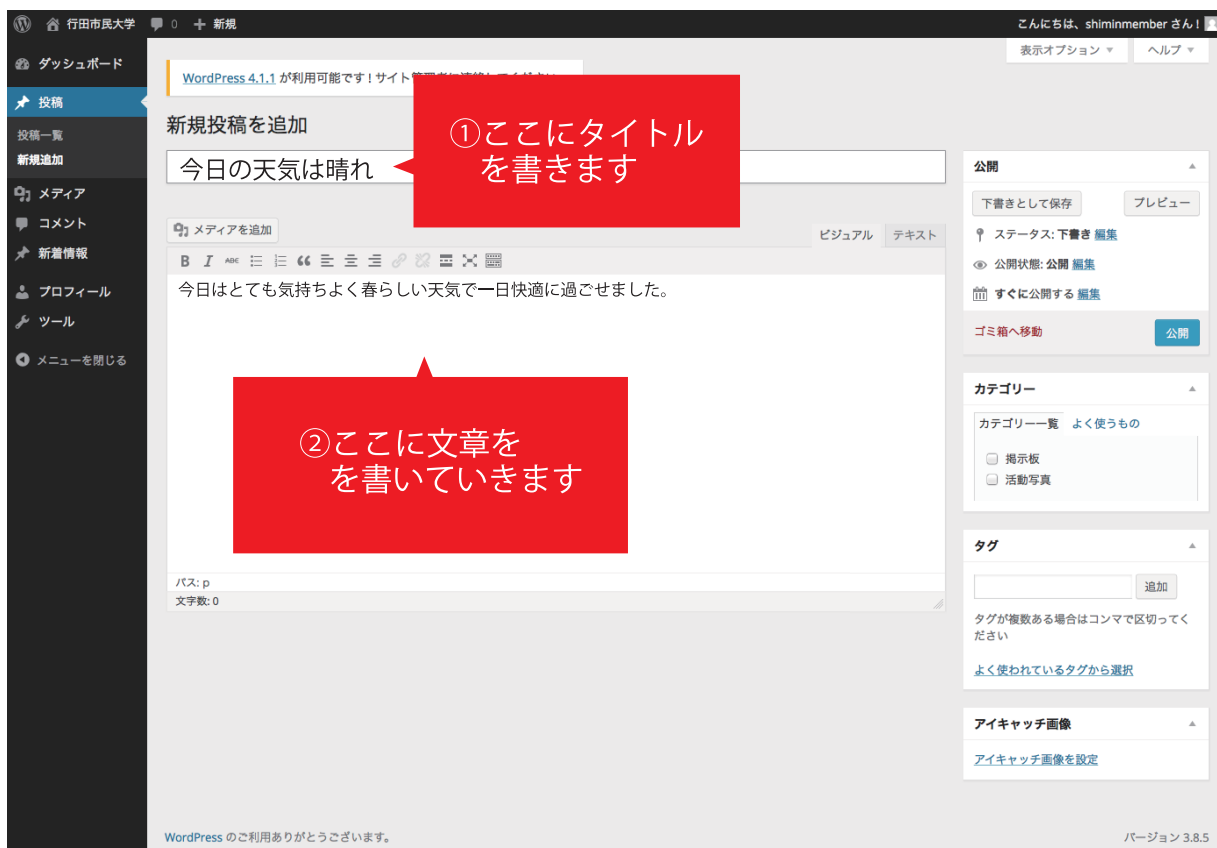 行田市民大学 0 新規 こんにちは、shiminmember さん!
表示オプション ヘルプ
ダッシュボード
投稿
投稿一覧
新規追加
メディア
コメント
新着情報
プロフィール
ツール
メニューを閉じる
WordPress 4.1.1 が利用可能です ! サイト
新規投稿を追加
①ここにタイトル
を書きます
今日の天気は晴れ
メディアを追加
ビジュアル テキスト
B I ABC
今日はとても気持ちよく春らしい天気で一日快適に過ごせました。
②ここに文章を
を書いていきます
パス: p
文字数: 0
公開
下書きとして保存 プレビュー
ステータス: 下書き 編集
公開状態: 公開 編集
すぐに公開する 編集
ゴミ箱へ移動 公開
カテゴリー
カテゴリー一覧 よく使うもの
掲示板
活動写真
タグ
追加
タグが複数ある場合はコンマで区切ってく
ださい
よく使われているタグから選択
アイキャッチ画像
アイキャッチ画像を設定
WordPress のご利用ありがとうございます。
バージョン 3.8.5